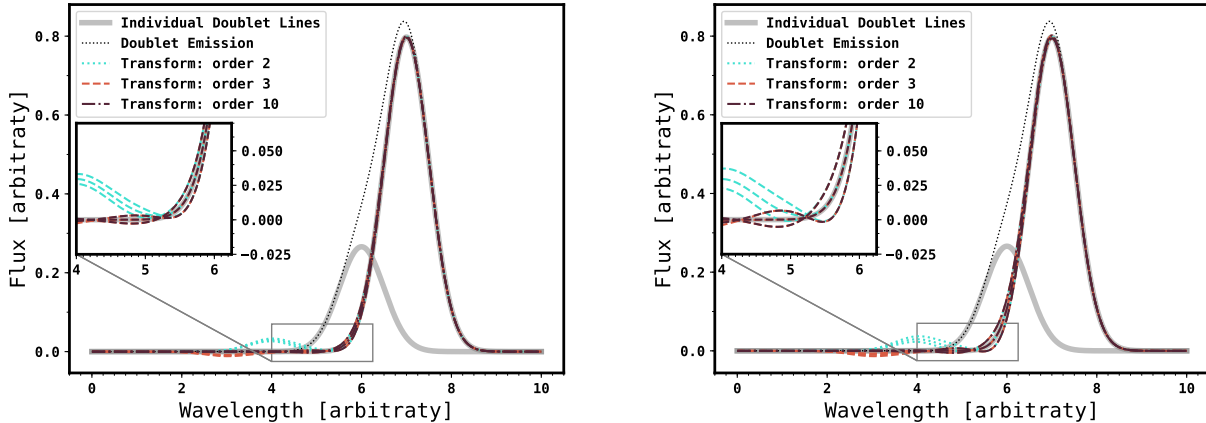 Individual Doublet Lines
Doublet Emission
Transform: order 2
Transform: order 3
Transform: order 10
Flux [arbitraty]
0.8
0.6
0.4
0.2
0.0
0.050
0.025
0.000
−0.025
4 5 6
0 2 4 6 8 10
Wavelength [arbitraty]
Individual Doublet Lines
Doublet Emission
Transform: order 2
Transform: order 3
Transform: order 10
Flux [arbitraty]
0.8
0.6
0.4
0.2
0.0
0.050
0.025
0.000
−0.025
4 5 6
0 2 4 6 8 10
Wavelength [arbitraty]